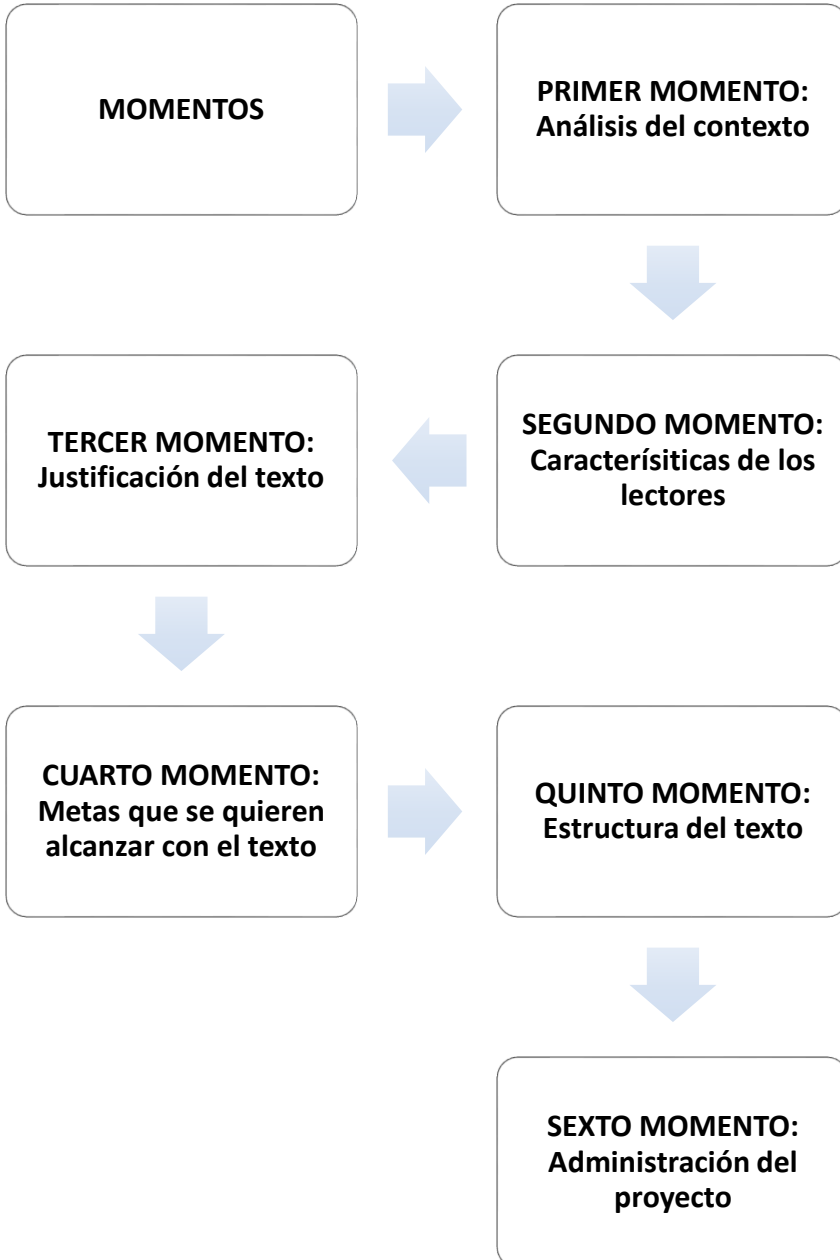 MOMENTOS
PRIMER MOMENTO:
Análisis del contexto
SEGUNDO MOMENTO:
Caracterísiticas de los
lectores
TERCER MOMENTO:
Justificación del texto
CUARTO MOMENTO:
Metas que se quieren
alcanzar con el texto
QUINTO MOMENTO:
Estructura del texto
SEXTO MOMENTO:
Administración del
proyecto